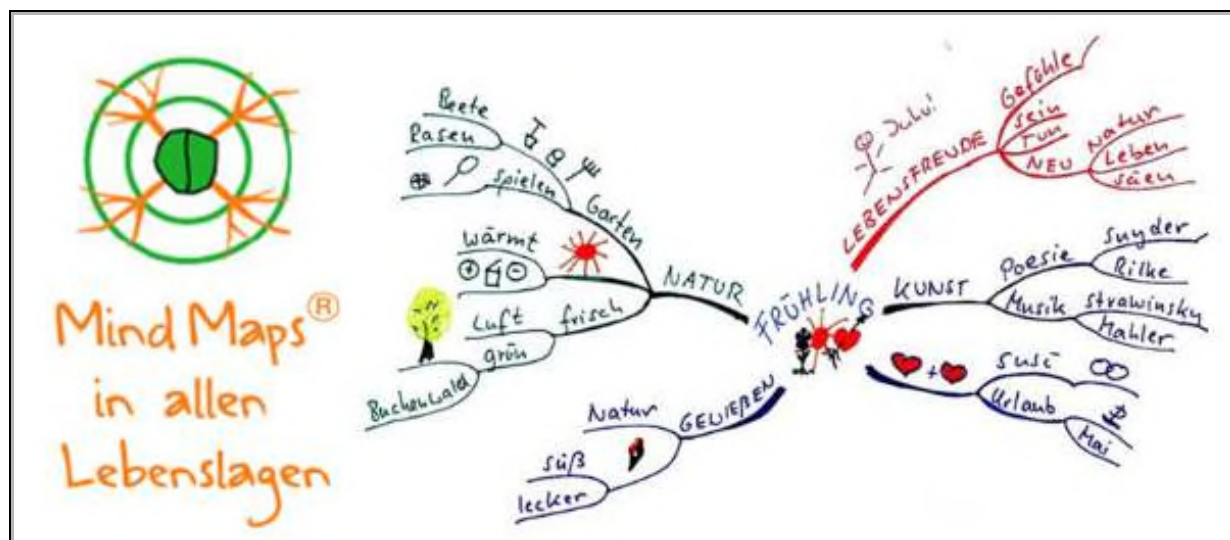 Mind Maps®
in allen
Lebenslagen
FRÜHLING
LEBENSFREUDE
Juhu!
Gefühle
sein
Tun
NEU
Natur
Leben
säen
KUNST
Poesie
Snyder
Rilke
Musik
Strawinsky
Mahler
+
Susi
Urlaub
Mai
GENIEßEN
Natur
süß
lecker
NATUR
Garten
Beete
Rasen
spielen
wärmt
+ -
frisch
Luft
grün
Buchenwald